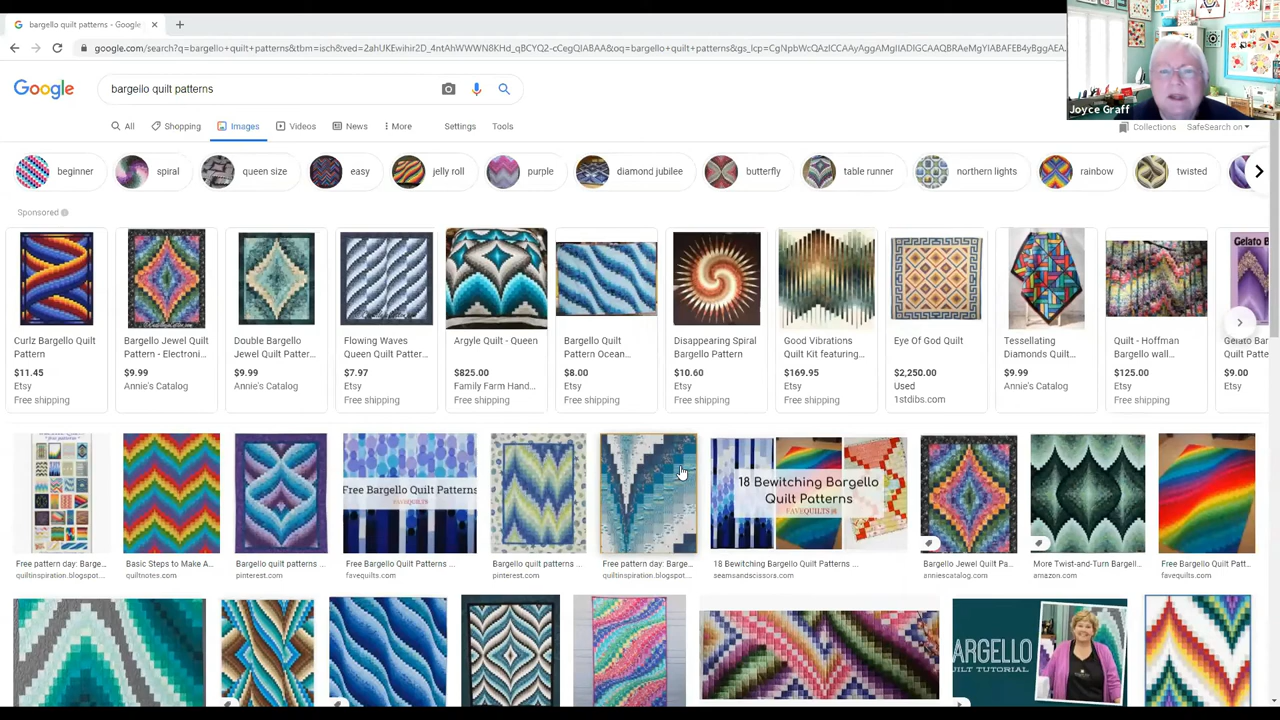 bargello quilt patterns - Google
google.com/search?q=bargello+quilt+patterns&tbm=isch&ved=
Joyce Graff
Google
bargello quilt patterns
All
Shopping
Images
Videos
News
More
Settings
Tools
Collections
SafeSearch on
beginner
spiral
queen size
easy
jelly roll
purple
diamond jubilee
butterfly
table runner
northern lights
rainbow
twisted
Sponsored
Curlz Bargello Quilt
Pattern
$11.45
Etsy
Free shipping
Bargello Jewel Quilt
Pattern - Electroni...
$9.99
Annie's Catalog
Double Bargello
Jewel Quilt Patter...
$9.99
Annie's Catalog
Flowing Waves
Queen Quilt Patter...
$7.97
Etsy
Free shipping
Argyle Quilt - Queen
$825.00
Family Farm Hand...
Free shipping
Bargello Quilt
Pattern Ocean...
$8.00
Etsy
Free shipping
Disappearing Spiral
Bargello Pattern
$10.60
Etsy
Free shipping
Good Vibrations
Quilt Kit featuring...
$169.95
Etsy
Free shipping
Eye Of God Quilt
$2,250.00
Used
1stdibs.com
Tessellating
Diamonds Quilt...
$9.99
Annie's Catalog
Quilt - Hoffman
Bargello wall...
$125.00
Etsy
Free shipping
Gelato B
Gelato Bar
Quilt Patte
$9.00
Etsy
Free shipp
free patterns
Free Bargello Quilt Patterns
FAVEQUILTS
18 Bewitching Bargello
Quilt Patterns
FAVEQUILTS
Free pattern day: Barge...
quiltinspiration.blogspot...
Basic Steps to Make A...
quiltnotes.com
Bargello quilt patterns ...
pinterest.com
Free Bargello Quilt Patterns ...
favequilts.com
Bargello quilt patterns ...
pinterest.com
Free pattern day: Barge...
quiltinspiration.blogspot...
18 Bewitching Bargello Quilt Patterns ...
seamsandscissors.com
Bargello Jewel Quilt Pa...
anniescatalog.com
More Twist-and-Turn Bargell...
amazon.com
Free Bargello Quilt Patt...
favequilts.com
BARGELLO
QUILT TUTORIAL